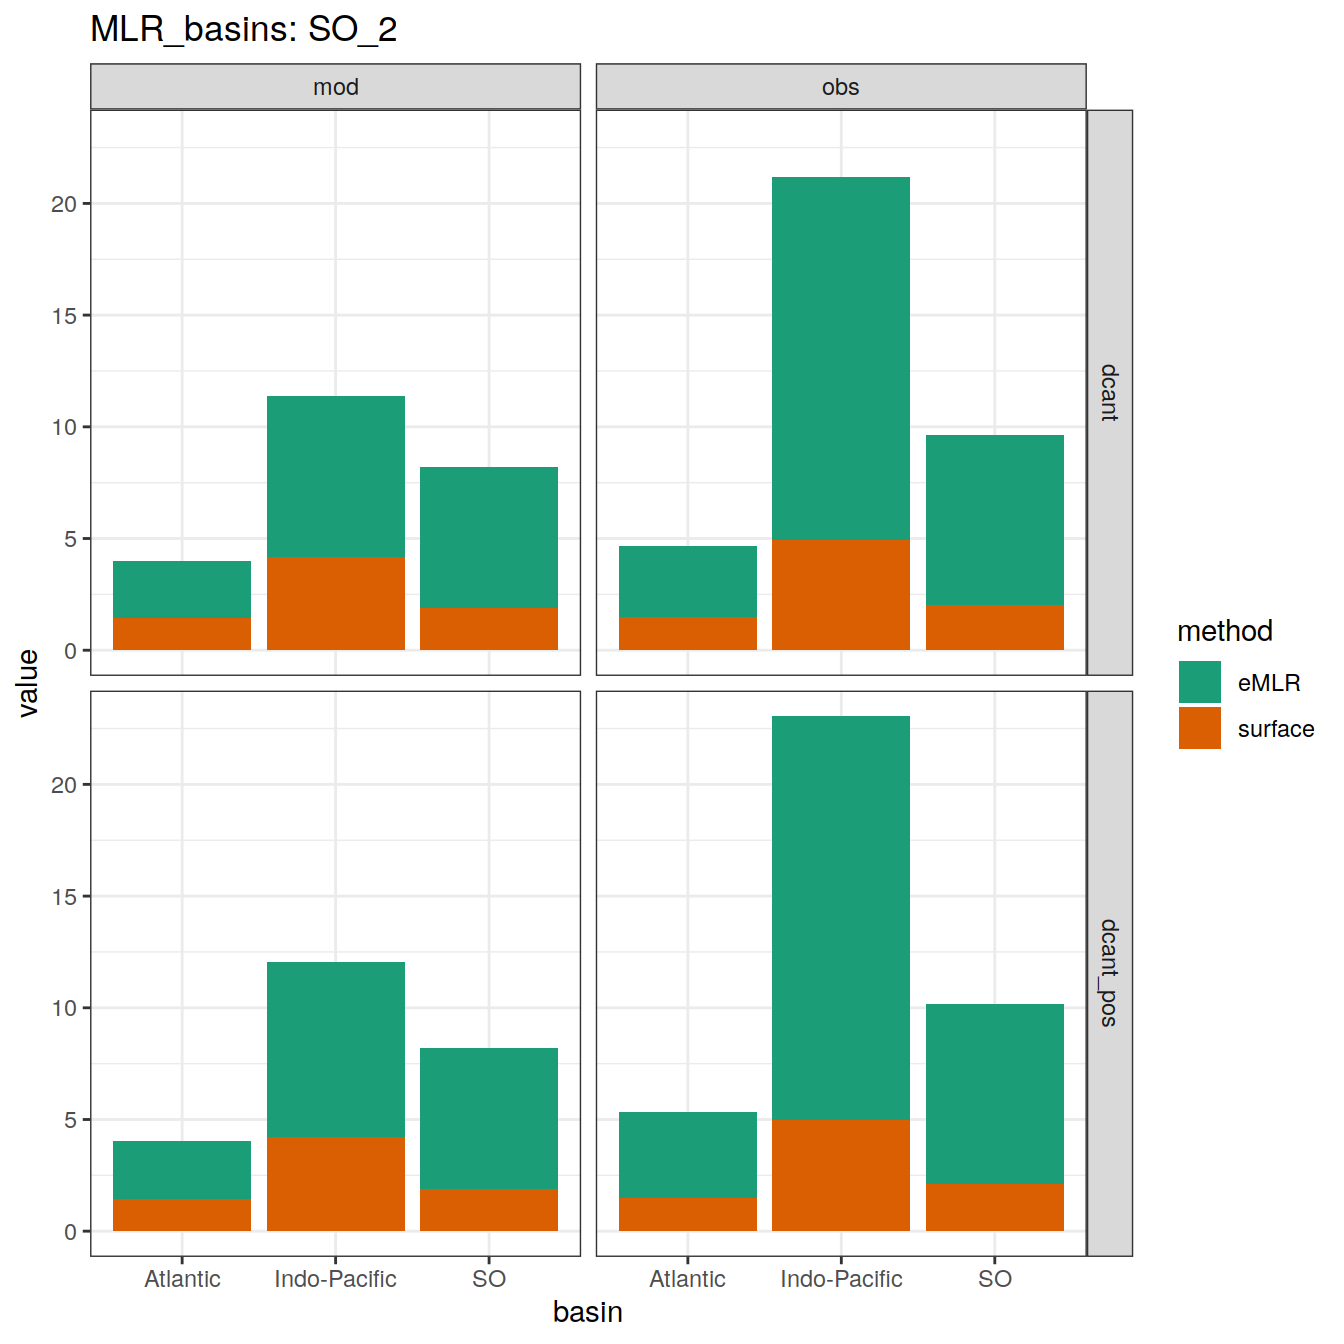 MLR_basins: SO_2
mod
obs
20
15
10
5
0
dcant
20
15
10
5
0
dcant_pos
value
Atlantic
Indo-Pacific
SO
Atlantic
Indo-Pacific
SO
basin
method
eMLR
surface